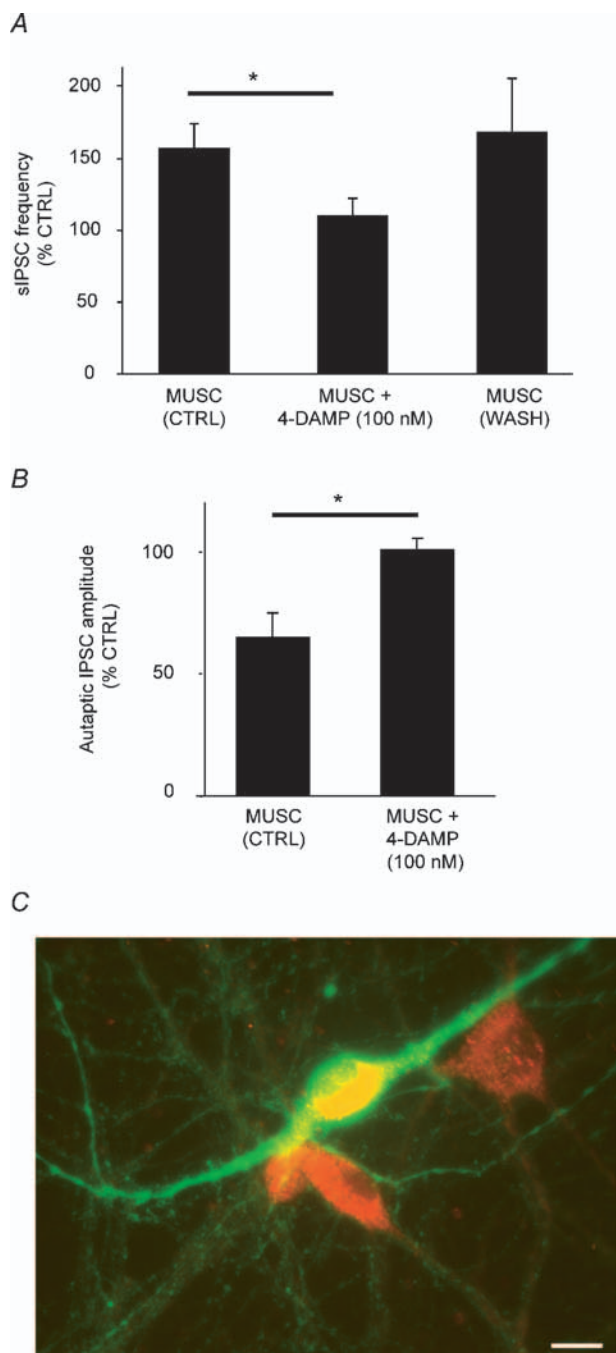 A
*
200
150
100
50
0
sIPSC frequency
(% CTRL)
MUSC
(CTRL)
MUSC +
4-DAMP (100 nM)
MUSC
(WASH)
B
*
100
50
0
Autaptic IPSC amplitude
(% CTRL)
MUSC
(CTRL)
MUSC +
4-DAMP
(100 nM)
C